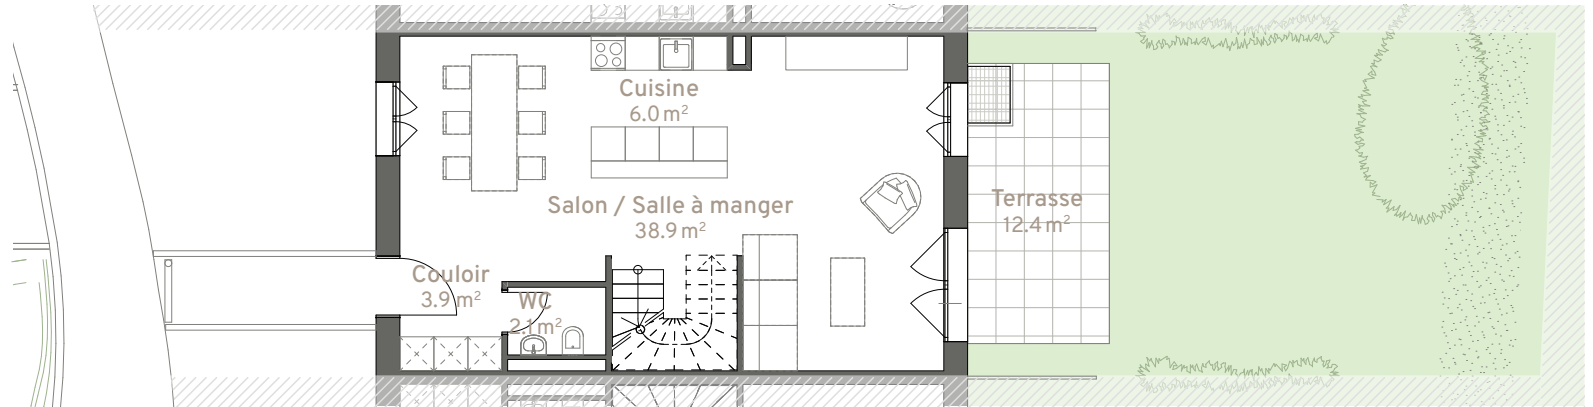 Cuisine
6.0 m²
Salon / Salle à manger
38.9 m²
Terrasse
12.4 m²
Couloir
3.9 m²
WC
2.1 m²